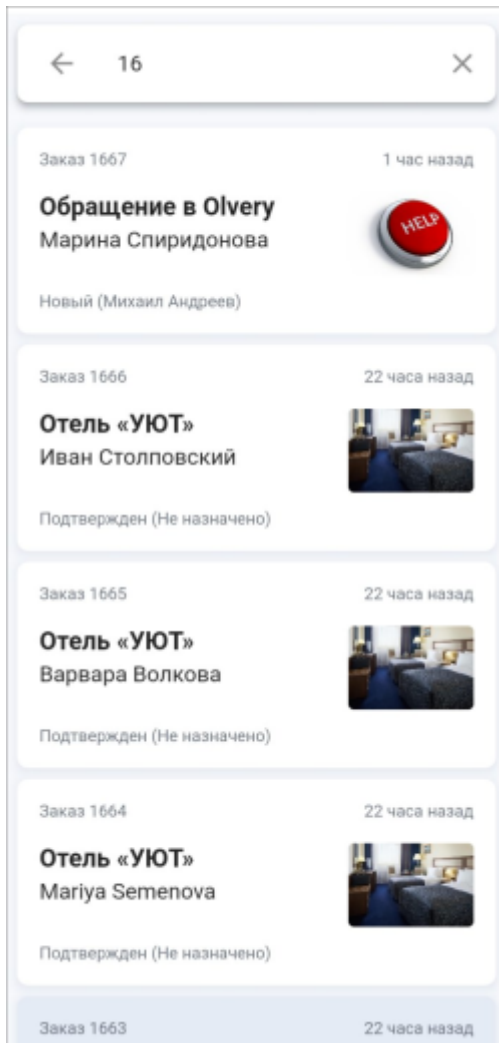 16
Заказ 1667
1 час назад
Обращение в Olvery
Марина Спиридонова
HELP
Новый (Михаил Андреев)
Заказ 1666
22 часа назад
Отель «УЮТ»
Иван Столповский
Подтвержден (Не назначено)
Заказ 1665
22 часа назад
Отель «УЮТ»
Варвара Волкова
Подтвержден (Не назначено)
Заказ 1664
22 часа назад
Отель «УЮТ»
Mariya Semenova
Подтвержден (Не назначено)
Заказ 1663
22 часа назад